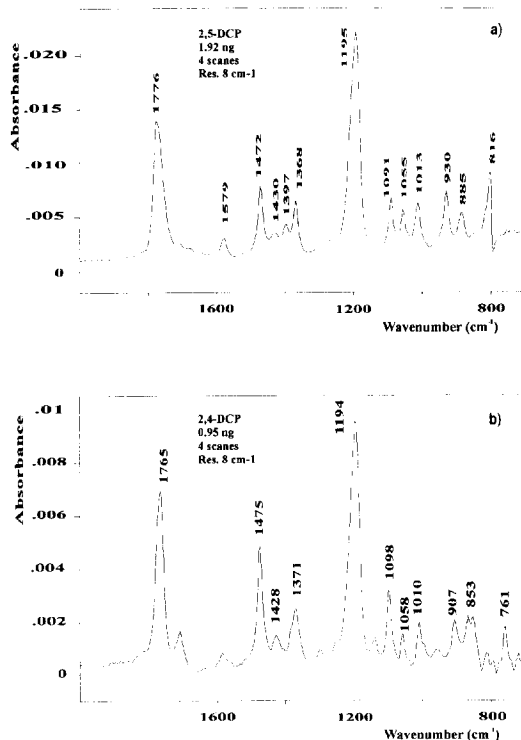 a)
2,5-DCP
1.92 ng
4 scanes
Res. 8 cm-1
Absorbance
.020
.015
.010
.005
0
1776
1579
1472
1430
1397
1368
1195
1091
1055
1013
930
885
816
1600
1200
800
Wavenumber (cm⁻¹)
b)
2,4-DCP
0.95 ng
4 scanes
Res. 8 cm-1
Absorbance
.01
.008
.006
.004
.002
0
1765
1475
1428
1371
1194
1098
1058
1010
907
853
761
1600
1200
800
Wavenumber (cm⁻¹)